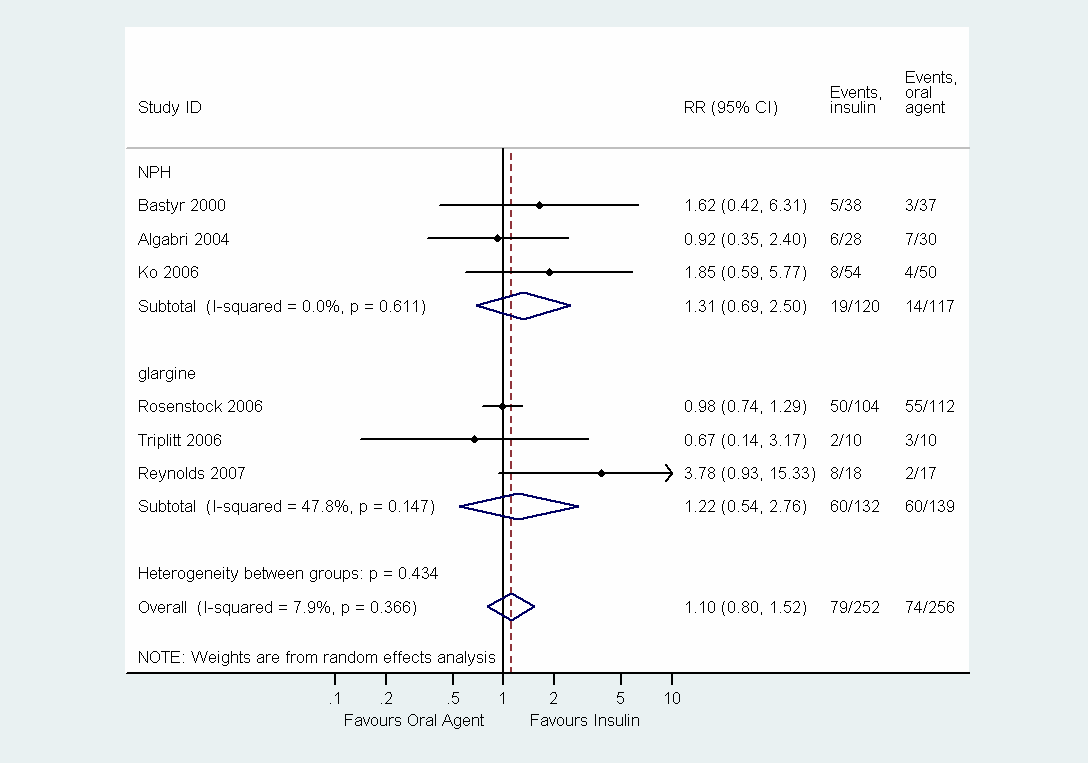 Study ID RR (95% CI) Events, insulin Events, oral agent
NPH
Bastyr 2000 1.62 (0.42, 6.31) 5/38 3/37
Algabri 2004 0.92 (0.35, 2.40) 6/28 7/30
Ko 2006 1.85 (0.59, 5.77) 8/54 4/50
Subtotal (I-squared = 0.0%, p = 0.611) 1.31 (0.69, 2.50) 19/120 14/117
glargine
Rosenstock 2006 0.98 (0.74, 1.29) 50/104 55/112
Triplitt 2006 0.67 (0.14, 3.17) 2/10 3/10
Reynolds 2007 3.78 (0.93, 15.33) 8/18 2/17
Subtotal (I-squared = 47.8%, p = 0.147) 1.22 (0.54, 2.76) 60/132 60/139
Heterogeneity between groups: p = 0.434
Overall (I-squared = 7.9%, p = 0.366) 1.10 (0.80, 1.52) 79/252 74/256
NOTE: Weights are from random effects analysis
.1 .2 .5 1 2 5 10
Favours Oral Agent Favours Insulin